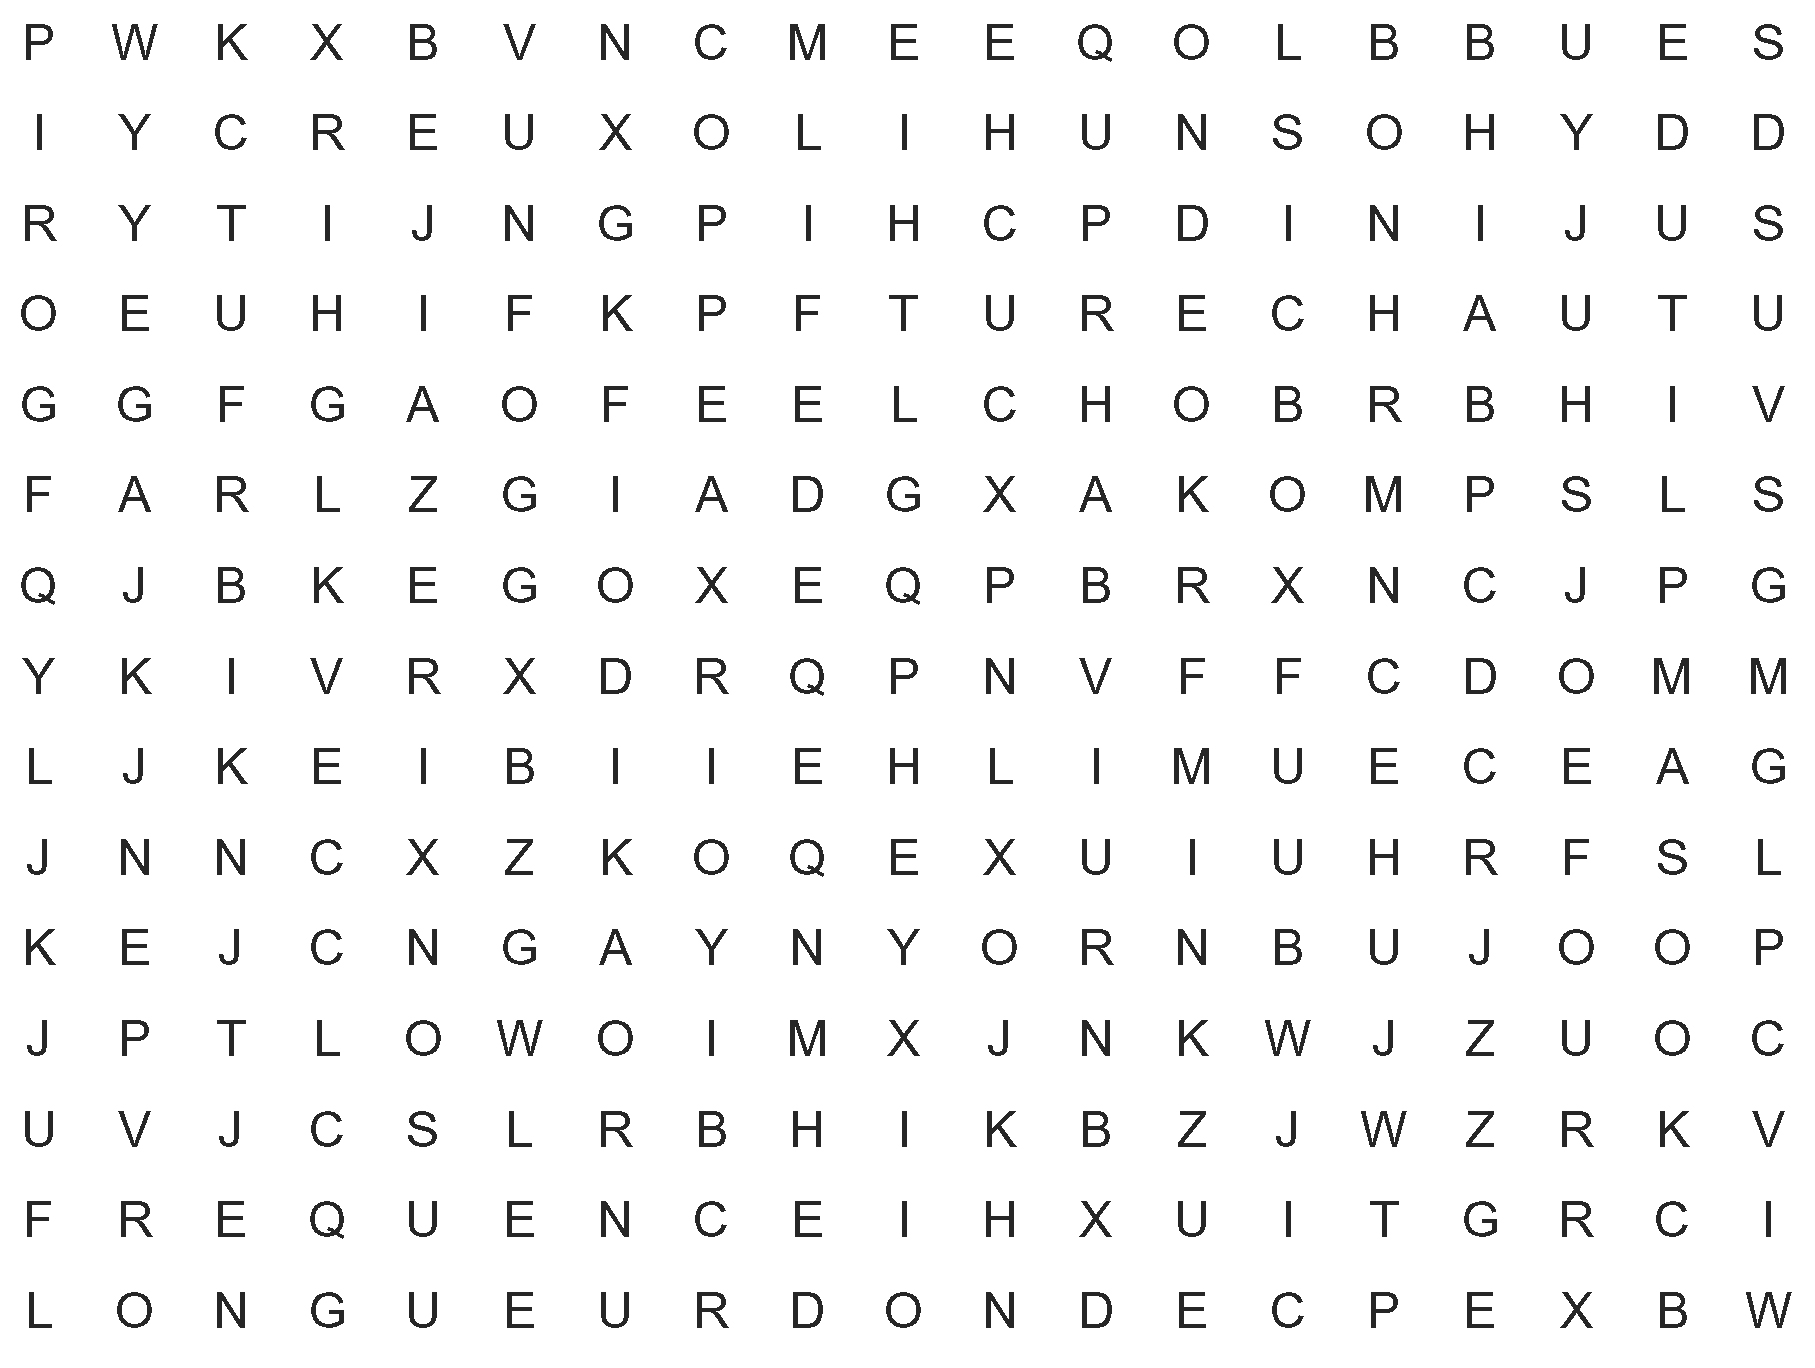 P W K X B V N C M E E Q O L B B U E S
I Y C R E U X O L I H U N S O H Y D D
R Y T I J N G P I H C P D I N I J U S
O E U H I F K P F T U R E C H A U T U
G G F G A O F E E L C H O B R B H I V
F A R L Z G I A D G X A K O M P S L S
Q J B K E G O X E Q P B R X N C J P G
Y K I V R X D R Q P N V F F C D O M M
L J K E I B I I E H L I M U E C E A G
J N N C X Z K O Q E X U I U H R F S L
K E J C N G A Y N Y O R N B U J O O P
J P T L O W O I M X J N K W J Z U O C
U V J C S L R B H I K B Z J W Z R K V
F R E Q U E N C E I H X U I T G R C I
L O N G U E U R D O N D E C P E X B W